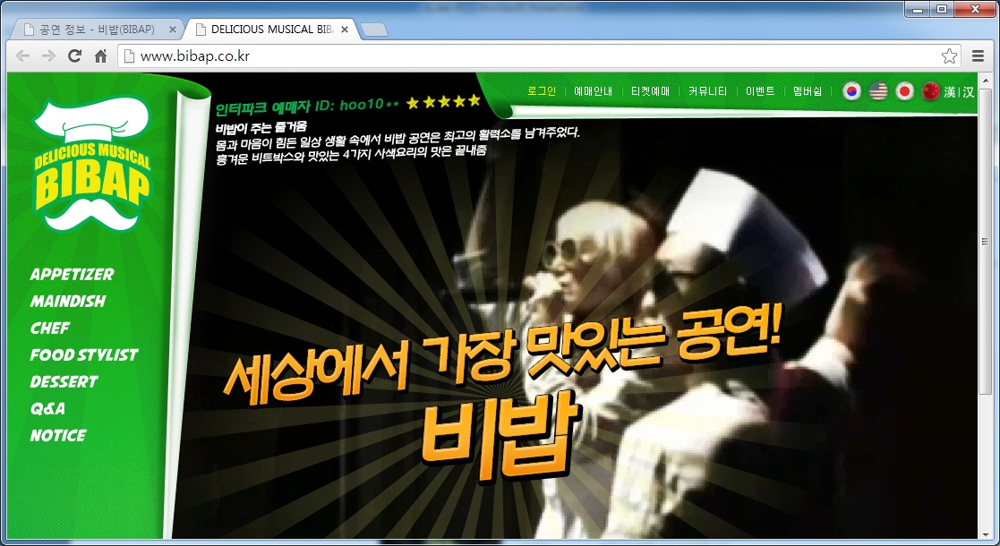 공연 정보 - 비밥(BIBAP)
DELICIOUS MUSICAL BIB
www.bibap.co.kr
로그인 예매안내 티켓예매 커뮤니티 이벤트 멤버쉽 漢 汉
인터파크 예매자 ID: hoo10**
비밥이 주는 즐거움
몸과 마음이 힘든 일상 생활 속에서 비밥 공연은 최고의 활력소를 남겨주었다.
흥겨운 비트박스와 맛있는 4가지 사색요리의 맛은 끝내줌
DELICIOUS MUSICAL
BIBAP
APPETIZER
MAINDISH
CHEF
FOOD STYLIST
DESSERT
Q&A
NOTICE
세상에서 가장 맛있는 공연!
비밥